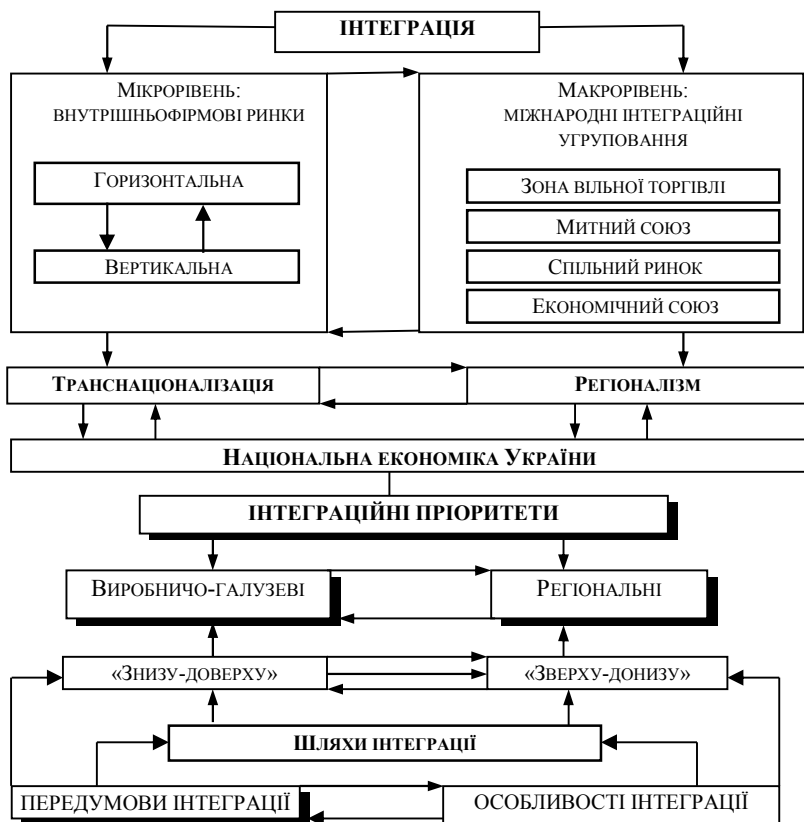 ІНТЕГРАЦІЯ
МІКРОРІВЕНЬ:
ВНУТРІШНЬОФІРМОВІ РИНКИ
ГОРИЗОНТАЛЬНА
ВЕРТИКАЛЬНА
МАКРОРІВЕНЬ:
МІЖНАРОДНІ ІНТЕГРАЦІЙНІ
УГРУПОВАННЯ
ЗОНА ВІЛЬНОЇ ТОРГІВЛІ
МИТНИЙ СОЮЗ
СПІЛЬНИЙ РИНОК
ЕКОНОМІЧНИЙ СОЮЗ
ТРАНСНАЦІОНАЛІЗАЦІЯ
РЕГІОНАЛІЗМ
НАЦІОНАЛЬНА ЕКОНОМІКА УКРАЇНИ
ІНТЕГРАЦІЙНІ ПРІОРИТЕТИ
ВИРОБНИЧО-ГАЛУЗЕВІ
РЕГІОНАЛЬНІ
«ЗНИЗУ-ДОВЕРХУ»
«ЗВЕРХУ-ДОНИЗУ»
ШЛЯХИ ІНТЕГРАЦІЇ
ПЕРЕДУМОВИ ІНТЕГРАЦІЇ
ОСОБЛИВОСТІ ІНТЕГРАЦІЇ